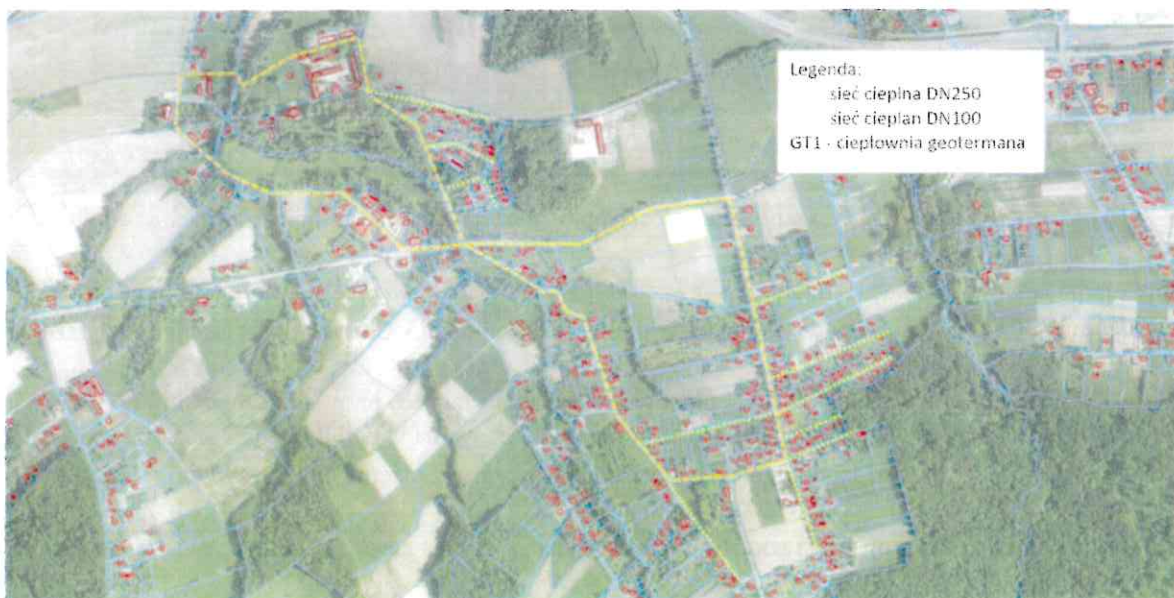 Legenda:
sieć cieplna DN250
sieć cieplan DN100
GT1 - ciepłownia geotermana